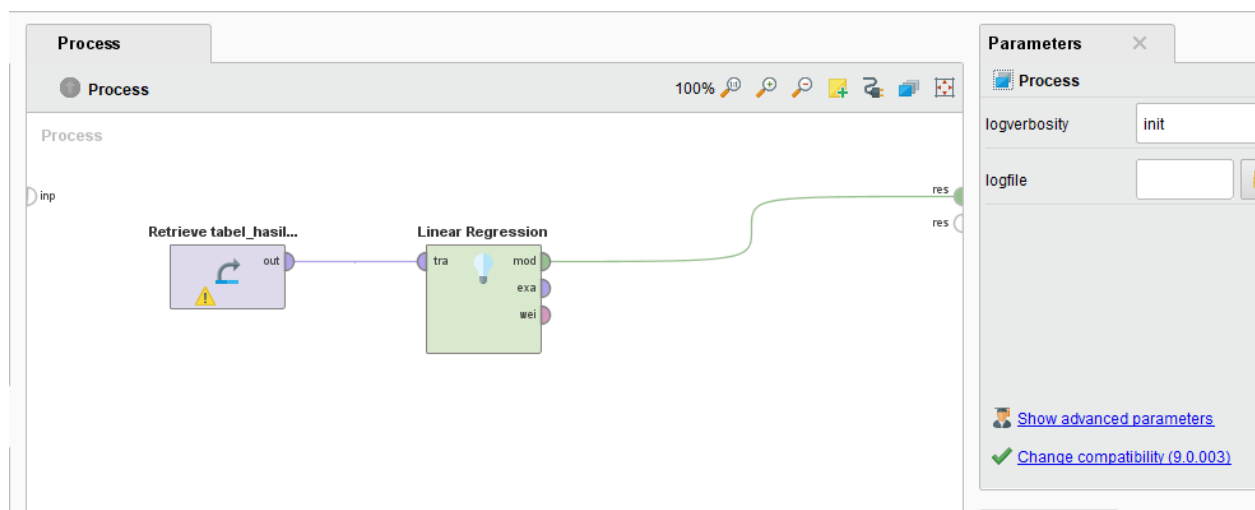 Process
Process
100%
Process
inp
res
res
Retrieve tabel_hasil...
out
Linear Regression
tra
mod
exa
wei
Parameters
Process
logverbosity
init
logfile
Show advanced parameters
Change compatibility (9.0.003)